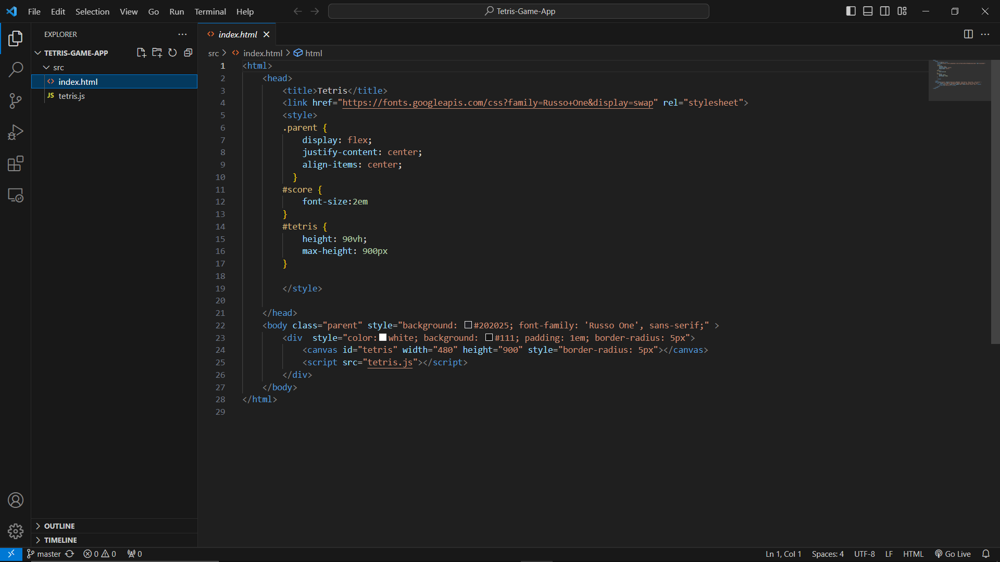 File Edit Selection View Go Run Terminal Help
Tetris-Game-App
EXPLORER
TETRIS-GAME-APP
src
index.html
JS tetris.js
OUTLINE
TIMELINE
index.html
src > index.html > html
1 <html>
2 <head>
3 <title>Tetris</title>
4 <link href="https://fonts.googleapis.com/css?family=Russo+One&display=swap" rel="stylesheet">
5 <style>
6 .parent {
7 display: flex;
8 justify-content: center;
9 align-items: center;
10 }
11 #score {
12 font-size:2em
13 }
14 #tetris {
15 height: 90vh;
16 max-height: 900px
17 }
18
19 </style>
20
21 </head>
22 <body class="parent" style="background: #202025; font-family: 'Russo One', sans-serif;" >
23 <div  style="color:white; background: #111; padding: 1em; border-radius: 5px">
24 <canvas id="tetris" width="480" height="900" style="border-radius: 5px"></canvas>
25 <script src="tetris.js"></script>
26 </div>
27 </body>
28 </html>
29
master 0 0 0 Ln 1, Col 1 Spaces: 4 UTF-8 LF HTML Go Live